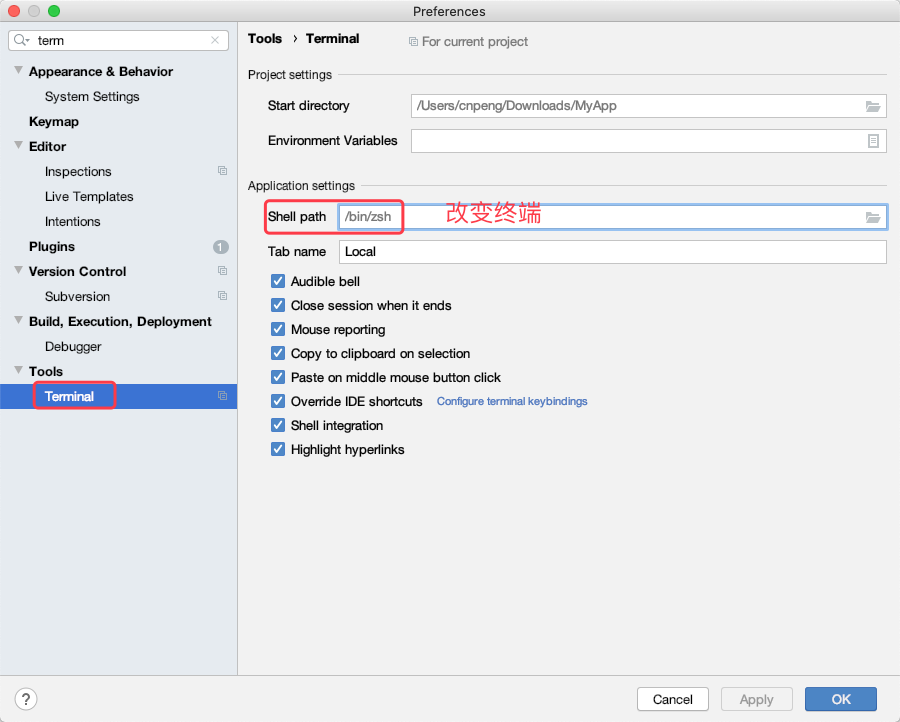 Preferences
term
Tools › Terminal
For current project
Appearance & Behavior
System Settings
Keymap
Editor
Inspections
Live Templates
Intentions
Plugins 1
Version Control
Subversion
Build, Execution, Deployment
Debugger
Tools
Terminal
Project settings
Start directory /Users/cnpeng/Downloads/MyApp
Environment Variables
Application settings
Shell path /bin/zsh 改变终端
Tab name Local
Audible bell
Close session when it ends
Mouse reporting
Copy to clipboard on selection
Paste on middle mouse button click
Override IDE shortcuts Configure terminal keybindings
Shell integration
Highlight hyperlinks
? Cancel Apply OK